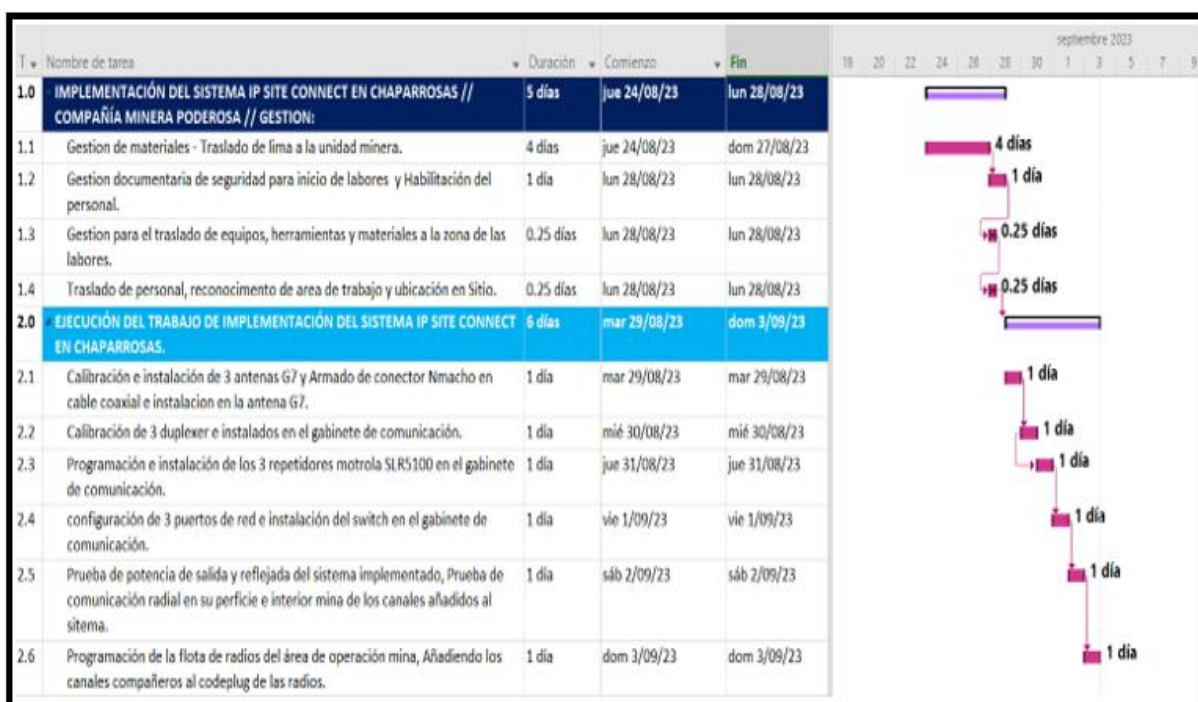 septiembre 2023
T Nombre de tarea Duración Comienzo Fin 18 20 22 24 26 28 30 1 3 5 7 9
1.0 IMPLEMENTACIÓN DEL SISTEMA IP SITE CONNECT EN CHAPARROSAS // 5 días jue 24/08/23 lun 28/08/23
COMPAÑÍA MINERA PODEROSA // GESTION:
1.1 Gestion de materiales - Traslado de lima a la unidad minera. 4 días jue 24/08/23 dom 27/08/23 4 días
1.2 Gestion documentaria de seguridad para inicio de labores y Habilitación del 1 día lun 28/08/23 lun 28/08/23 1 día
personal.
1.3 Gestion para el traslado de equipos, herramientas y materiales a la zona de las 0.25 días lun 28/08/23 lun 28/08/23 0.25 días
labores.
1.4 Traslado de personal, reconocimento de area de trabajo y ubicación en Sitio. 0.25 días lun 28/08/23 lun 28/08/23 0.25 días
2.0 EJECUCIÓN DEL TRABAJO DE IMPLEMENTACIÓN DEL SISTEMA IP SITE CONNECT 6 días mar 29/08/23 dom 3/09/23
EN CHAPARROSAS.
2.1 Calibración e instalación de 3 antenas G7 y Armado de conector Nmacho en 1 día mar 29/08/23 mar 29/08/23 1 día
cable coaxial e instalacion en la antena G7.
2.2 Calibración de 3 duplexer e instalados en el gabinete de comunicación. 1 día mié 30/08/23 mié 30/08/23 1 día
2.3 Programación e instalación de los 3 repetidores motrola SLR5100 en el gabinete 1 día jue 31/08/23 jue 31/08/23 1 día
de comunicación.
2.4 configuración de 3 puertos de red e instalación del switch en el gabinete de 1 día vie 1/09/23 vie 1/09/23 1 día
comunicación.
2.5 Prueba de potencia de salida y reflejada del sistema implementado, Prueba de 1 día sáb 2/09/23 sáb 2/09/23 1 día
comunicación radial en su perficie e interior mina de los canales añadidos al
sitema.
2.6 Programación de la flota de radios del área de operación mina, Añadiendo los 1 día dom 3/09/23 dom 3/09/23 1 día
canales compañeros al codeplug de las radios.